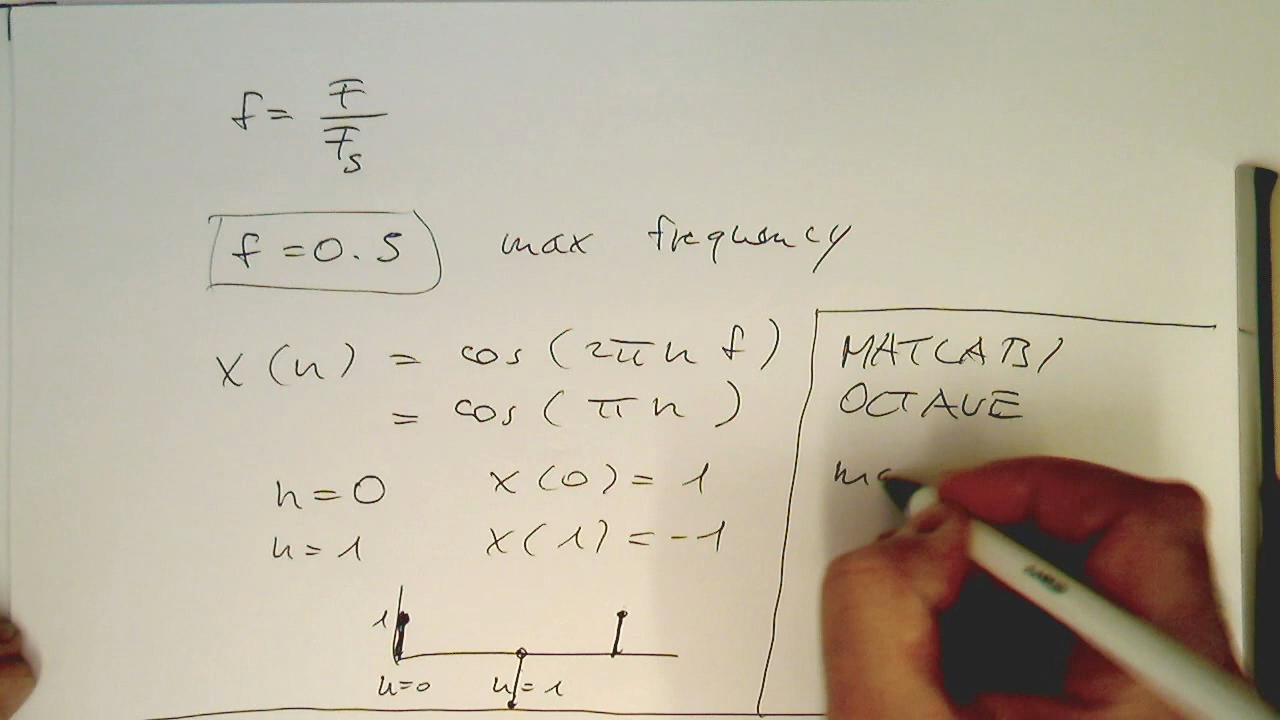 f = F / Fs
f = 0.5 max frequency
x(n) = cos(2πn f)
= cos(πn)
n=0 x(0) = 1
n=1 x(1) = -1
1
n=0 n=1
MATLAB/
OCTAVE